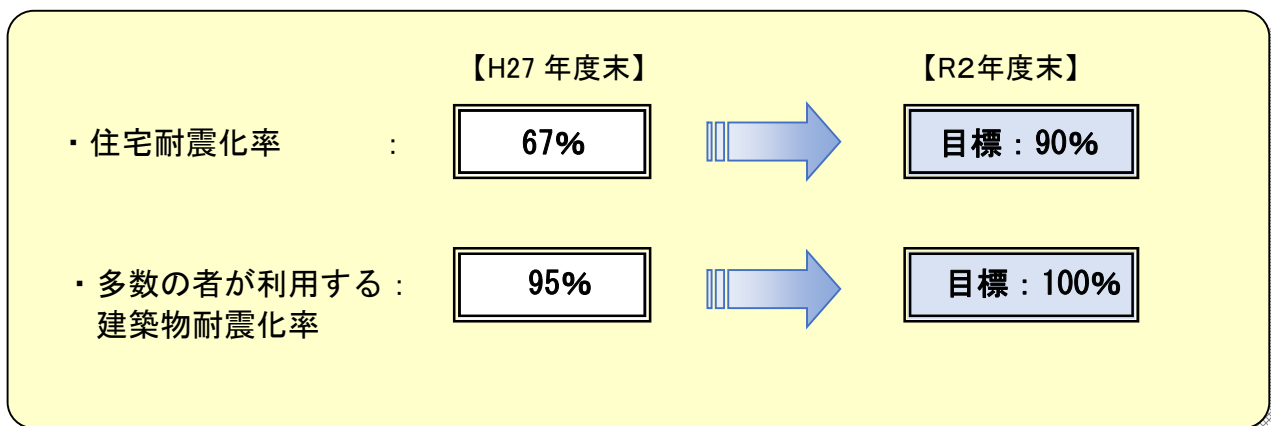 【H27 年度末】 【R2年度末】
・住宅耐震化率 : 67% 目標:90%
・多数の者が利用する: 95% 目標:100%
建築物耐震化率